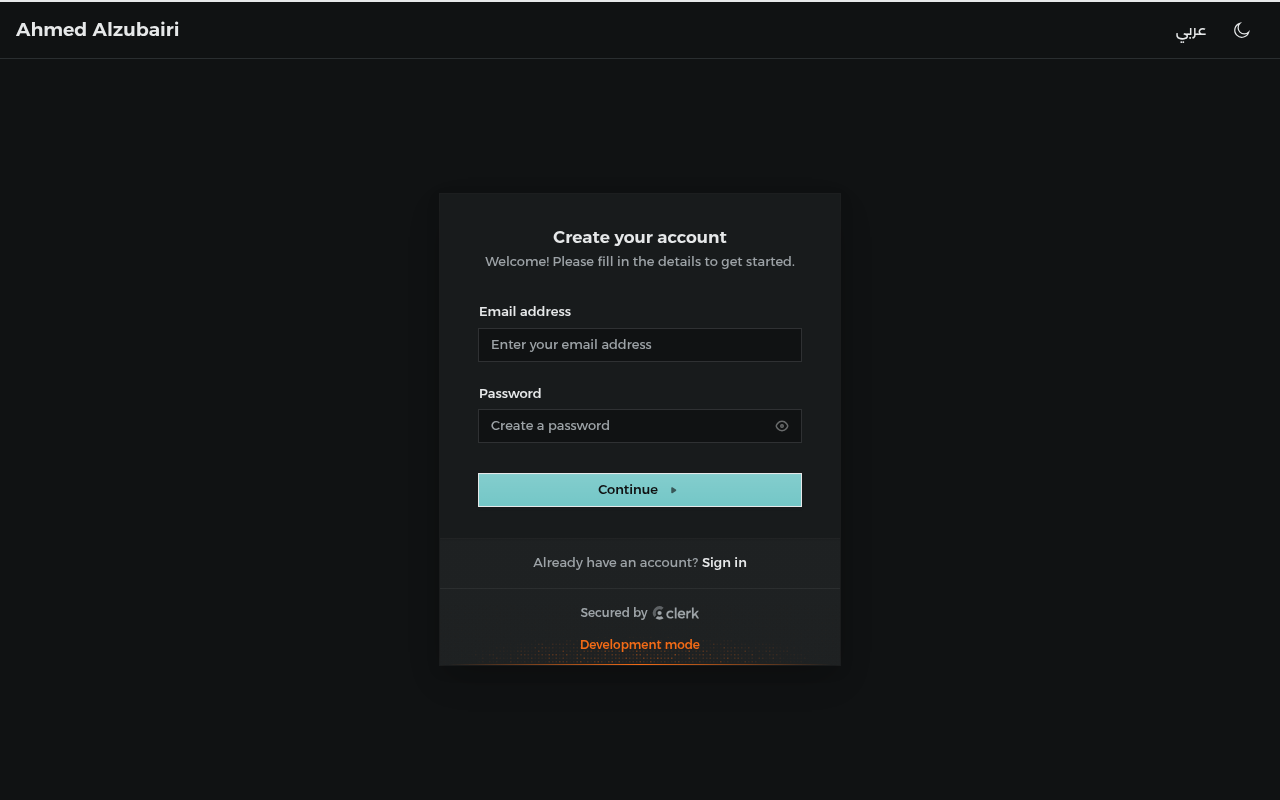 Ahmed Alzubairi
عربي
Create your account
Welcome! Please fill in the details to get started.
Email address
Enter your email address
Password
Create a password
Continue
Already have an account? Sign in
Secured by clerk
Development mode